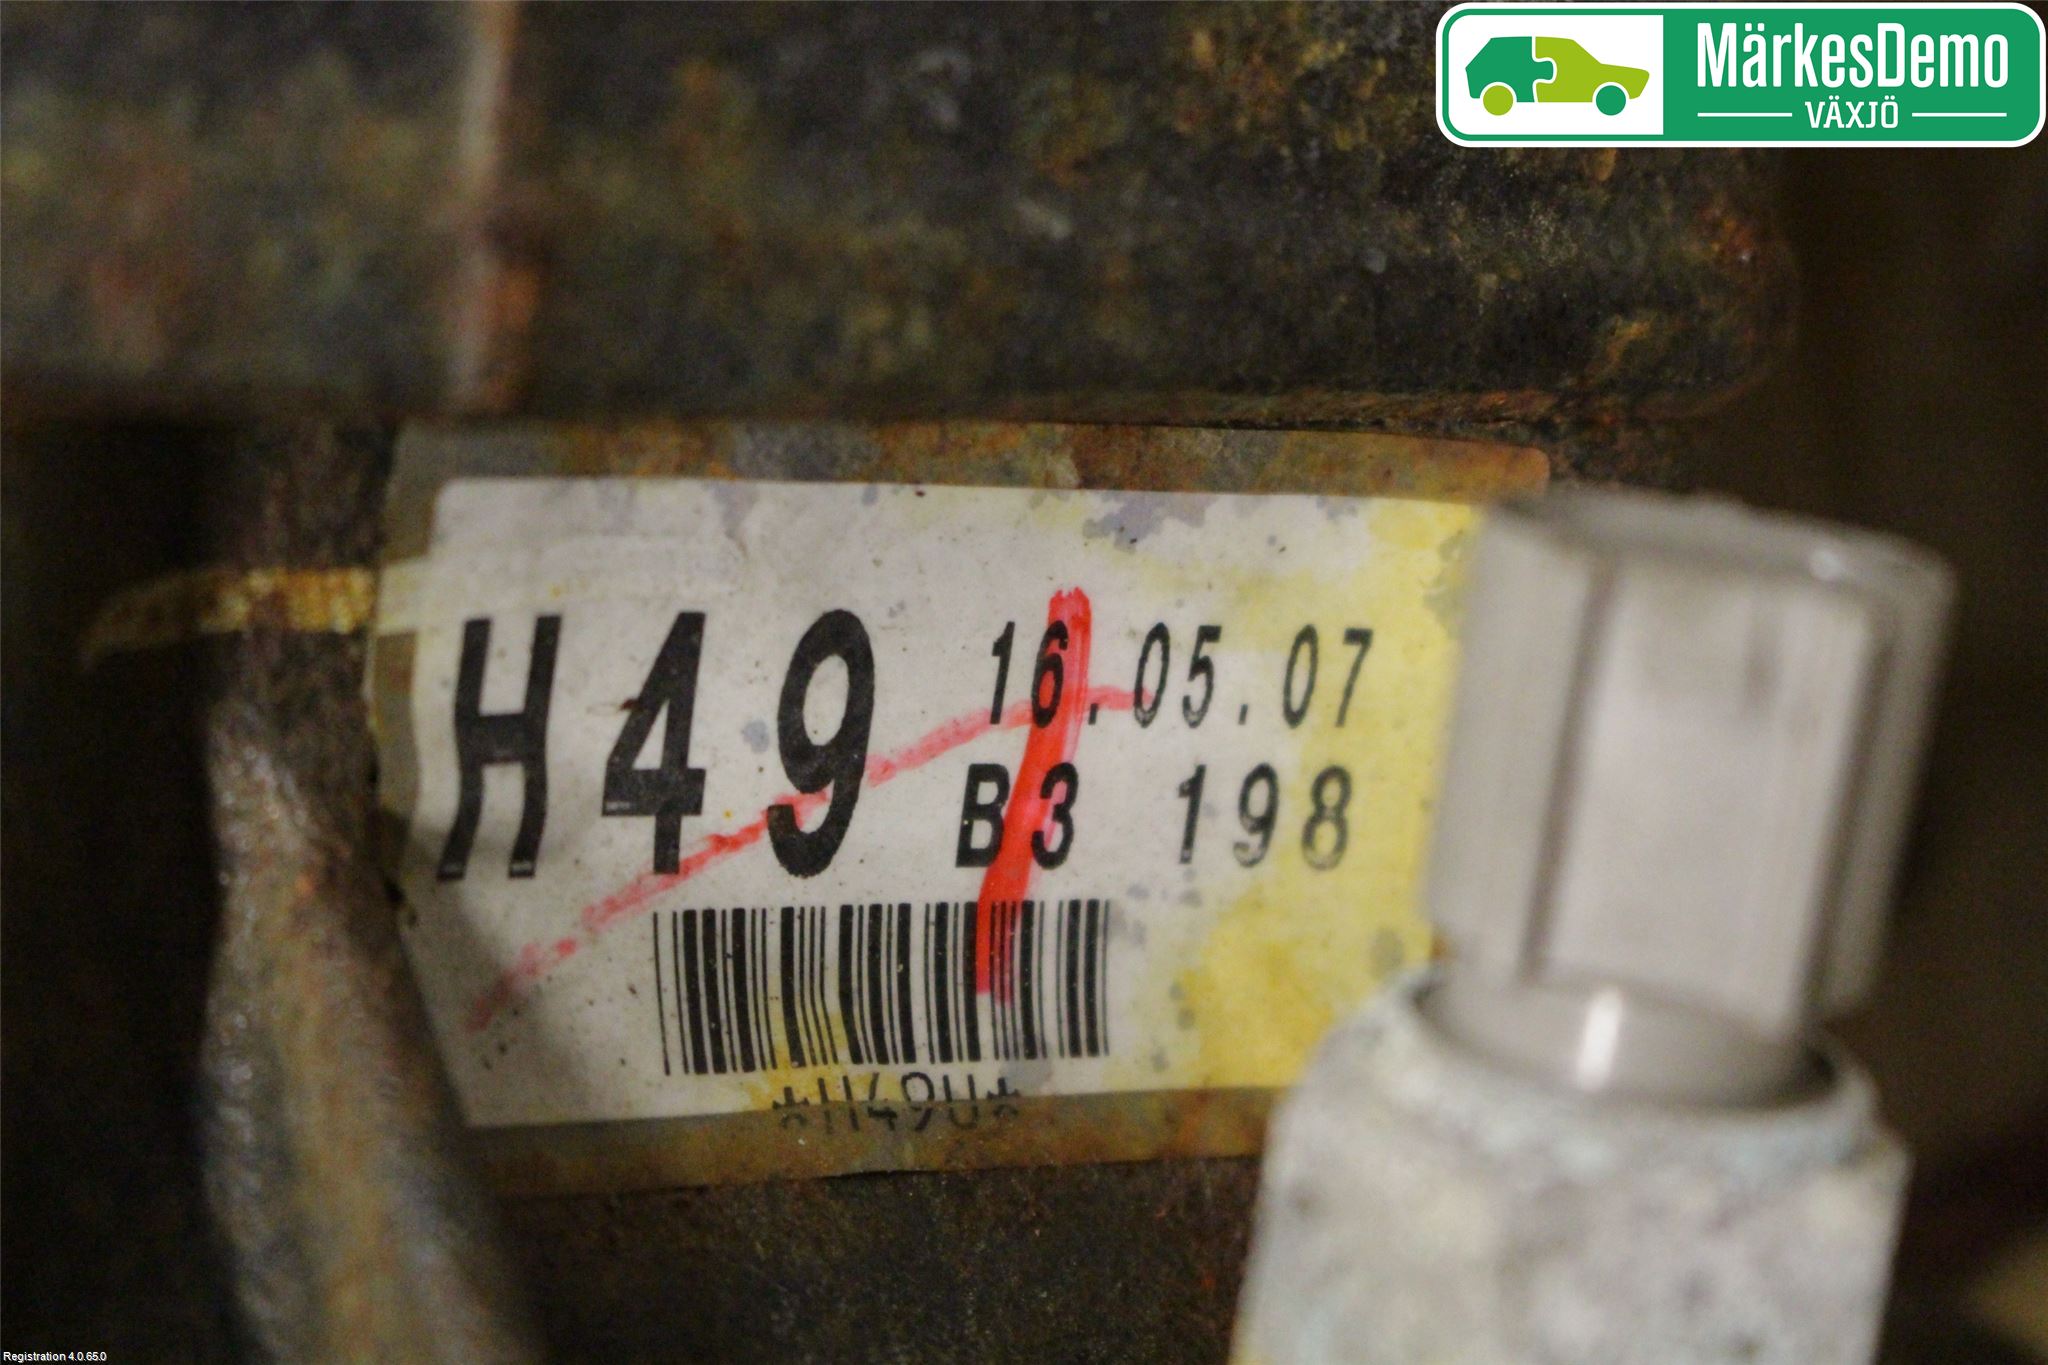 MärkesDemo
VÄXJÖ
H49
16.05.07
B3 198
Registration 4.0.65.0